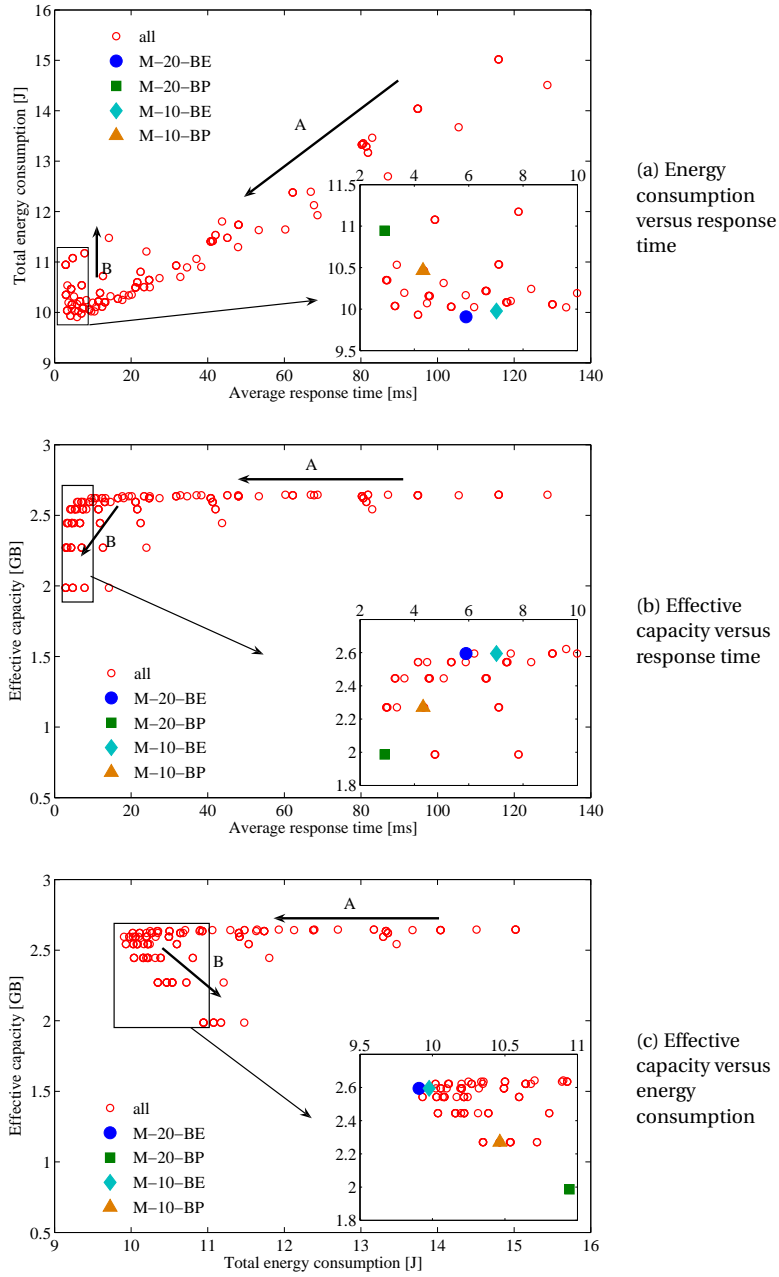 Total energy consumption [J]
16
15
14
13
12
11
10
9
all
M−20−BE
M−20−BP
M−10−BE
M−10−BP
A
B
2 4 6 8 10
11.5
10.5
9.5
0 20 40 60 80 100 120 140
Average response time [ms]
(a) Energy
consumption
versus response
time
Effective capacity [GB]
3
2.5
2
1.5
1
0.5
A
B
all
M−20−BE
M−20−BP
M−10−BE
M−10−BP
2 4 6 8 10
2.6
2.4
2.2
2
1.8
0 20 40 60 80 100 120 140
Average response time [ms]
(b) Effective
capacity versus
response time
Effective capacity [GB]
3
2.5
2
1.5
1
0.5
A
B
all
M−20−BE
M−20−BP
M−10−BE
M−10−BP
9.5 10 10.5 11
2.6
2.4
2.2
2
1.8
9 10 11 12 13 14 15 16
Total energy consumption [J]
(c) Effective
capacity versus
energy
consumption